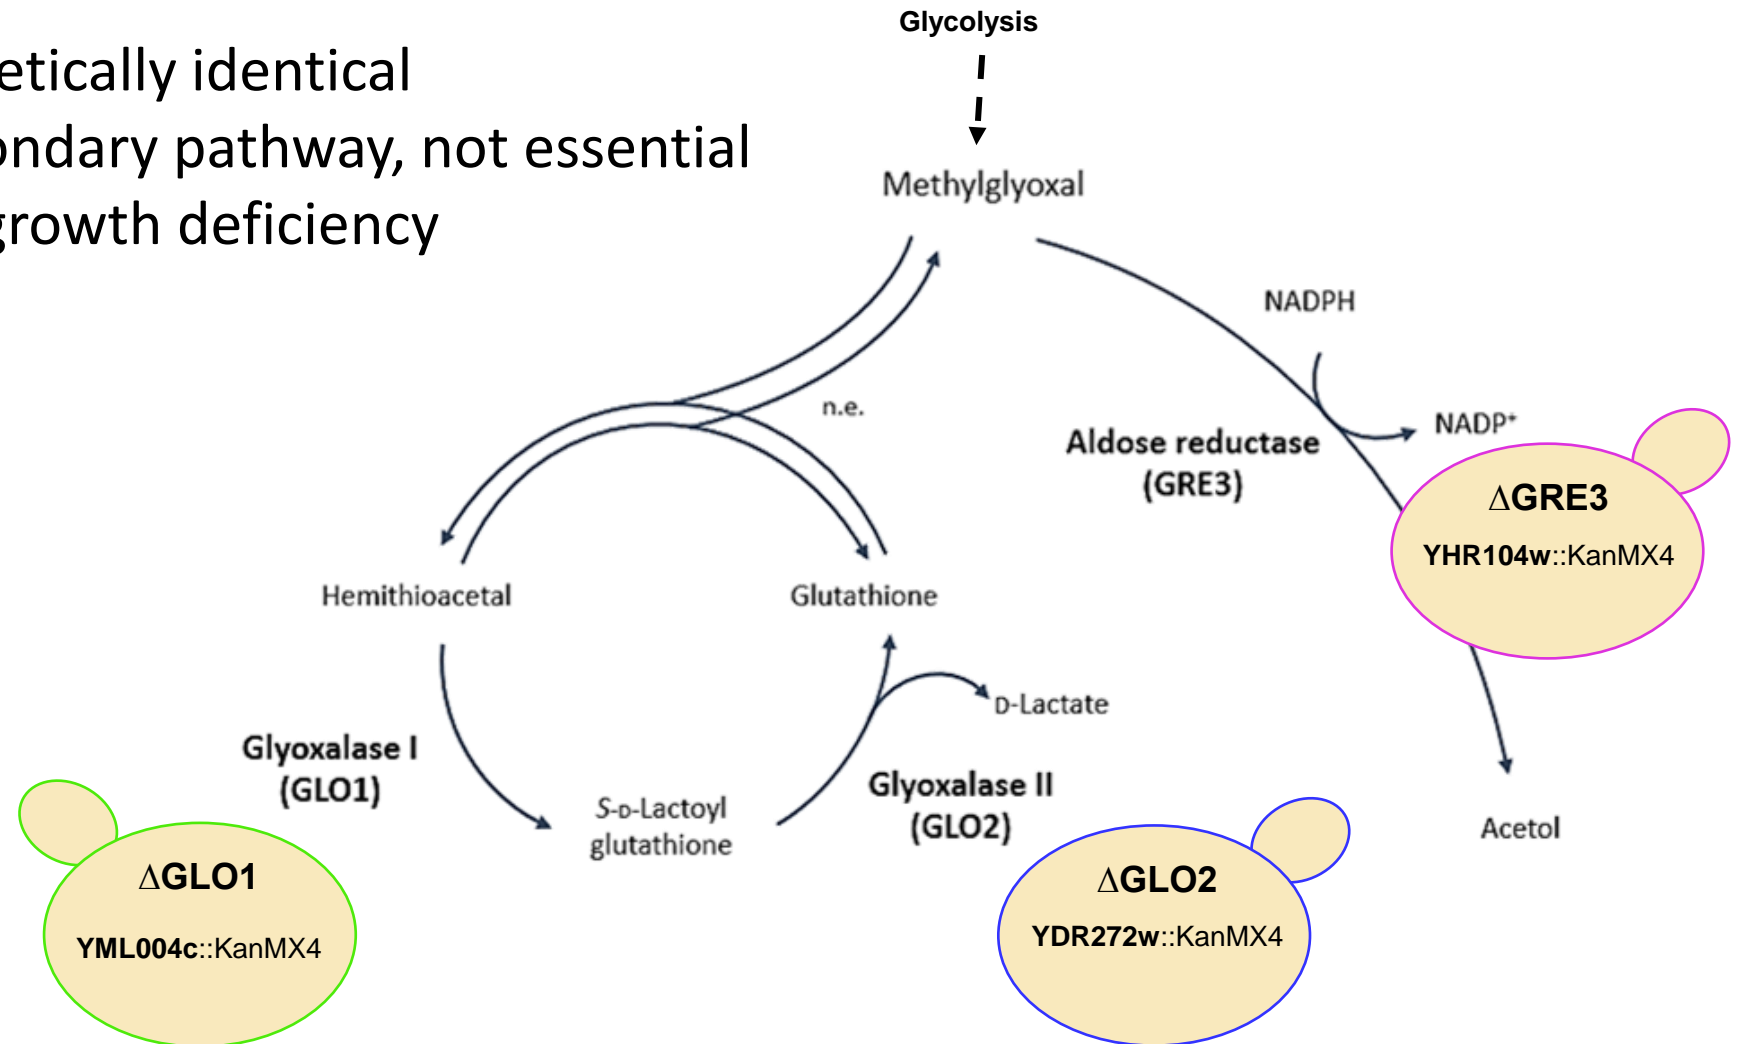 Glycolysis
etically identical
ondary pathway, not essential
growth deficiency
Methylglyoxal
NADPH
n.e.
NADP⁺
Aldose reductase
(GRE3)
ΔGRE3
YHR104w::KanMX4
Hemithioacetal
Glutathione
D-Lactate
Glyoxalase I
(GLO1)
Glyoxalase II
(GLO2)
S-D-Lactoyl
glutathione
Acetol
ΔGLO1
YML004c::KanMX4
ΔGLO2
YDR272w::KanMX4